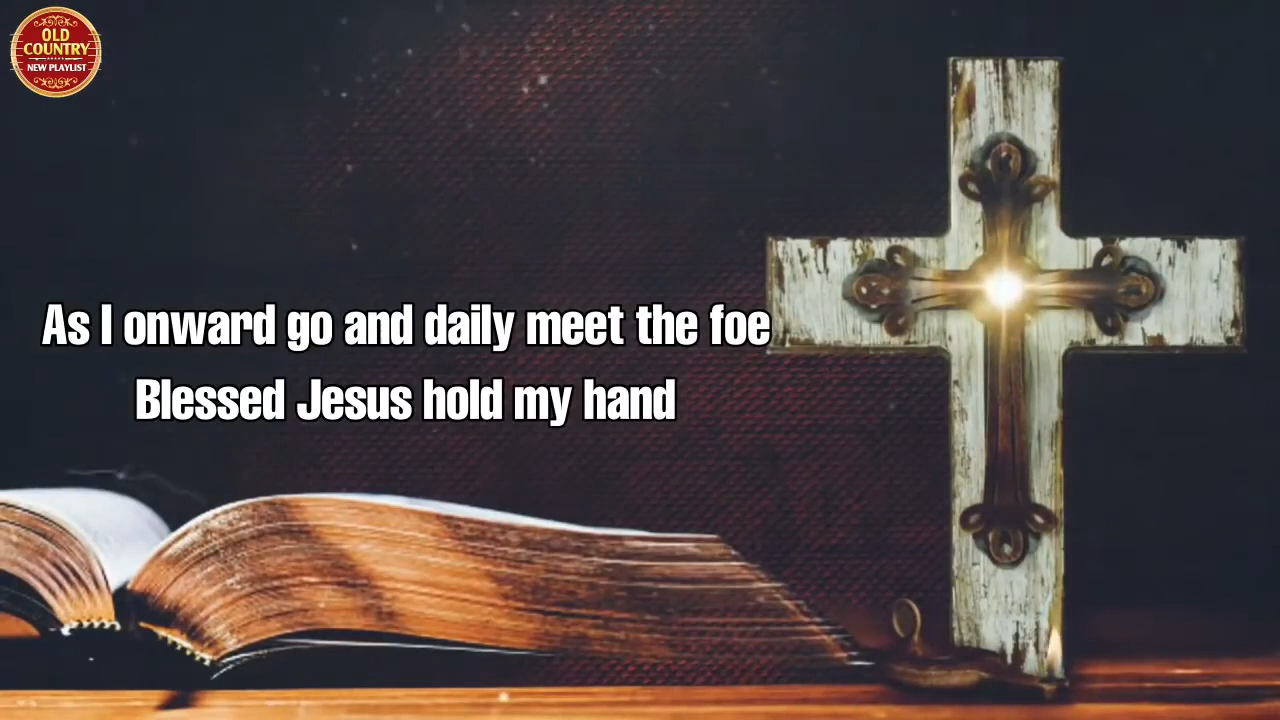 OLD
COUNTRY
NEW PLAYLIST
As I onward go and daily meet the foe
Blessed Jesus hold my hand